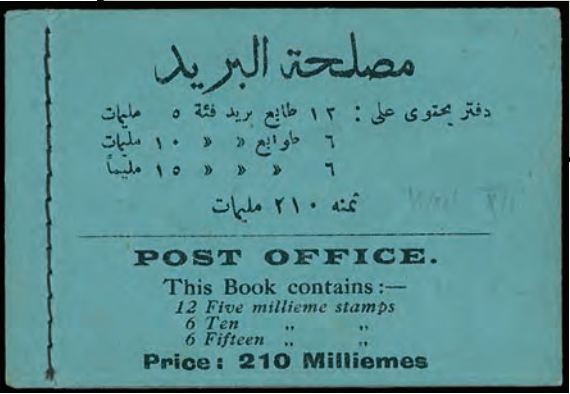 مصلحة البريد
دفتر يحتوى على : ١٢ طابع بريد فئة ٥ مليمات
٦ طوابع » » ١٠ مليمات
٦ » » » ١٥ مليماً
ثمنه ٢١٠ مليمات
POST OFFICE.
This Book contains:—
12 Five millieme stamps
6 Ten „ „
6 Fifteen „ „
Price: 210 Milliemes